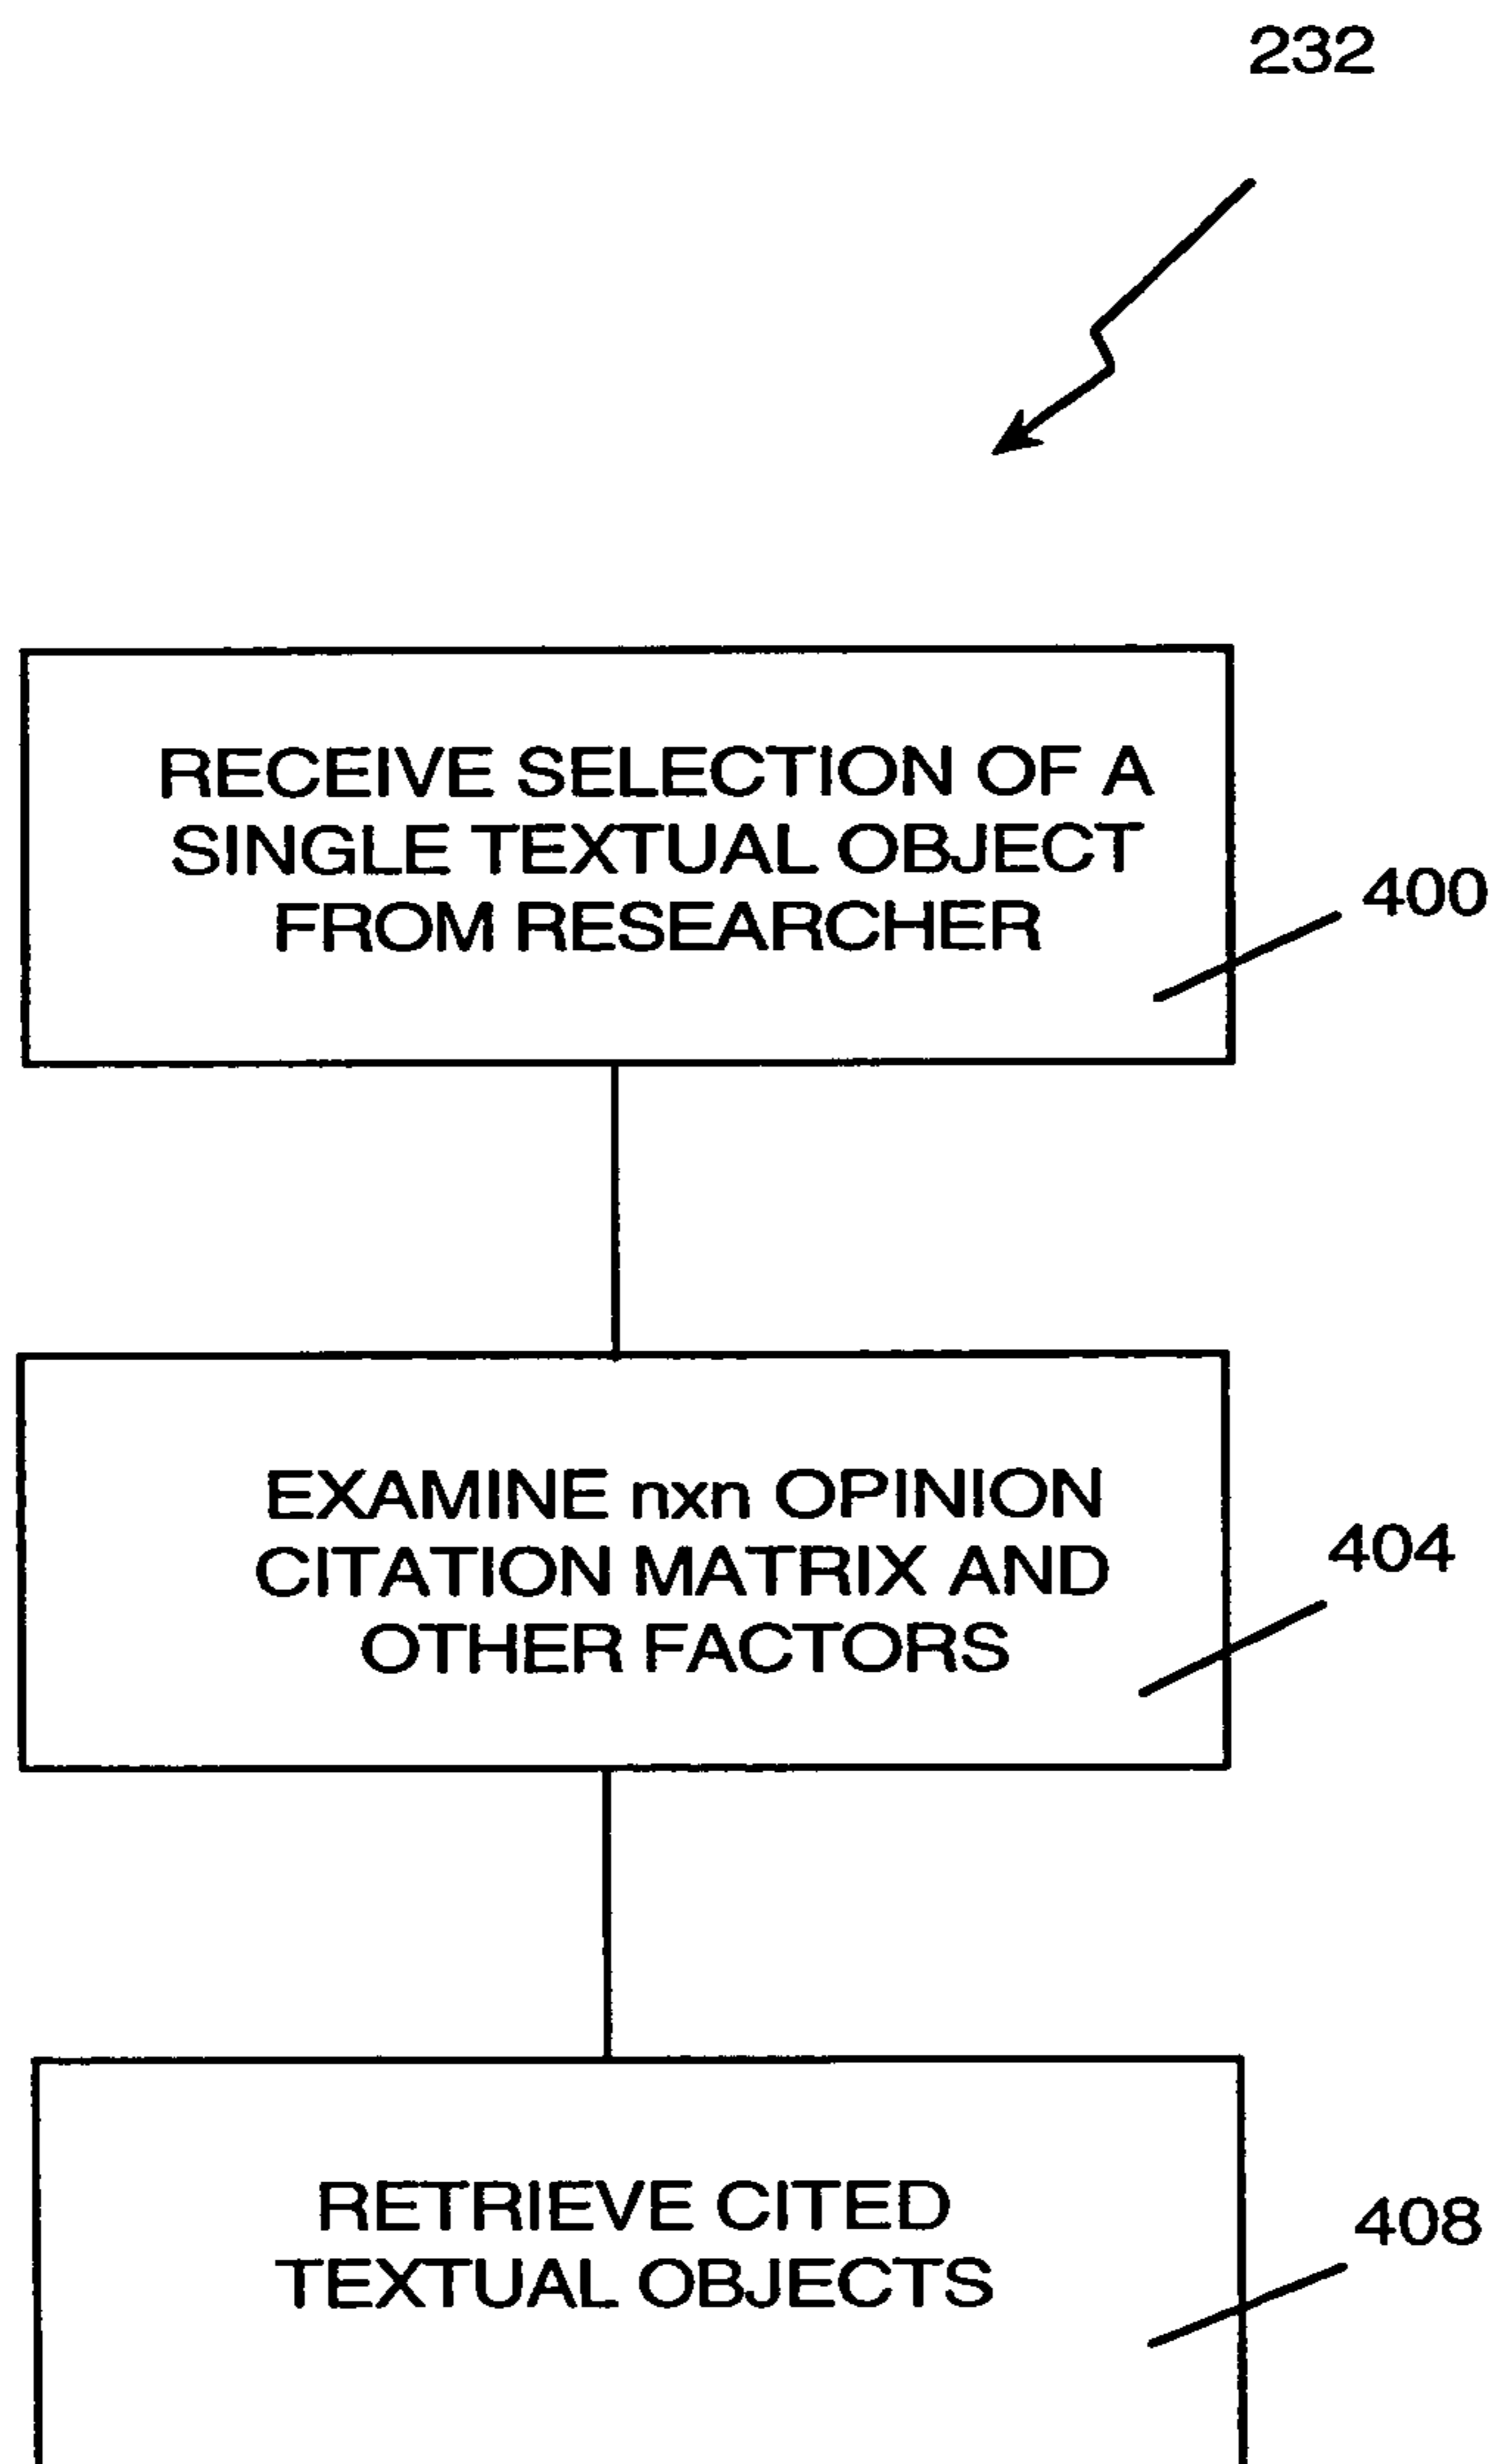 232
RECEIVE SELECTION OF A
SINGLE TEXTUAL OBJECT
FROM RESEARCHER
400
EXAMINE nxn OPINION
CITATION MATRIX AND
OTHER FACTORS
404
RETRIEVE CITED
TEXTUAL OBJECTS
408